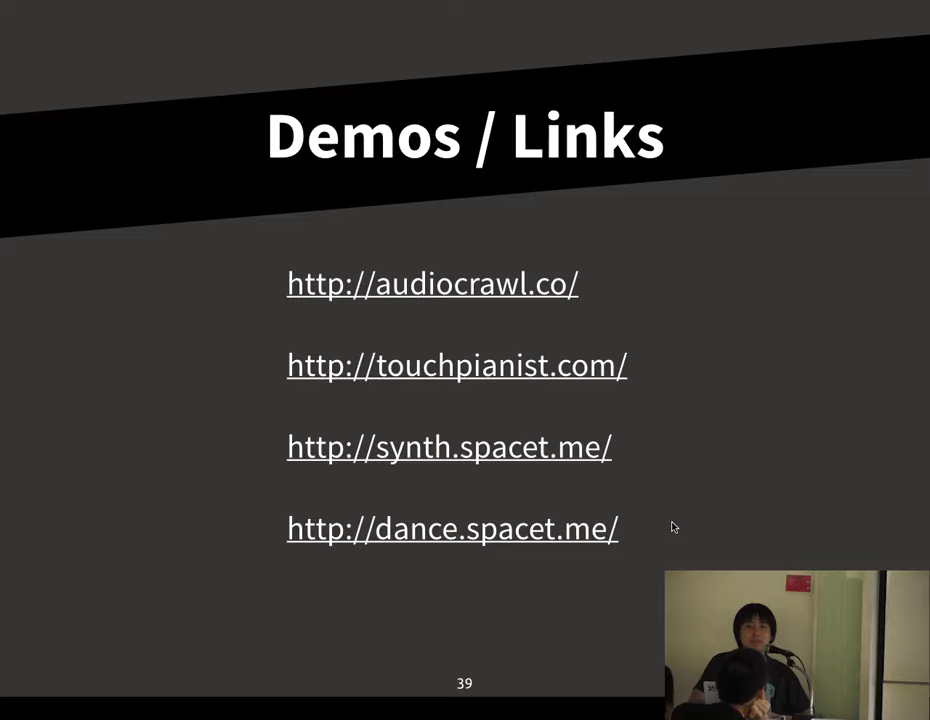 Demos / Links
http://audiocrawl.co/
http://touchpianist.com/
http://synth.spacet.me/
http://dance.spacet.me/
39